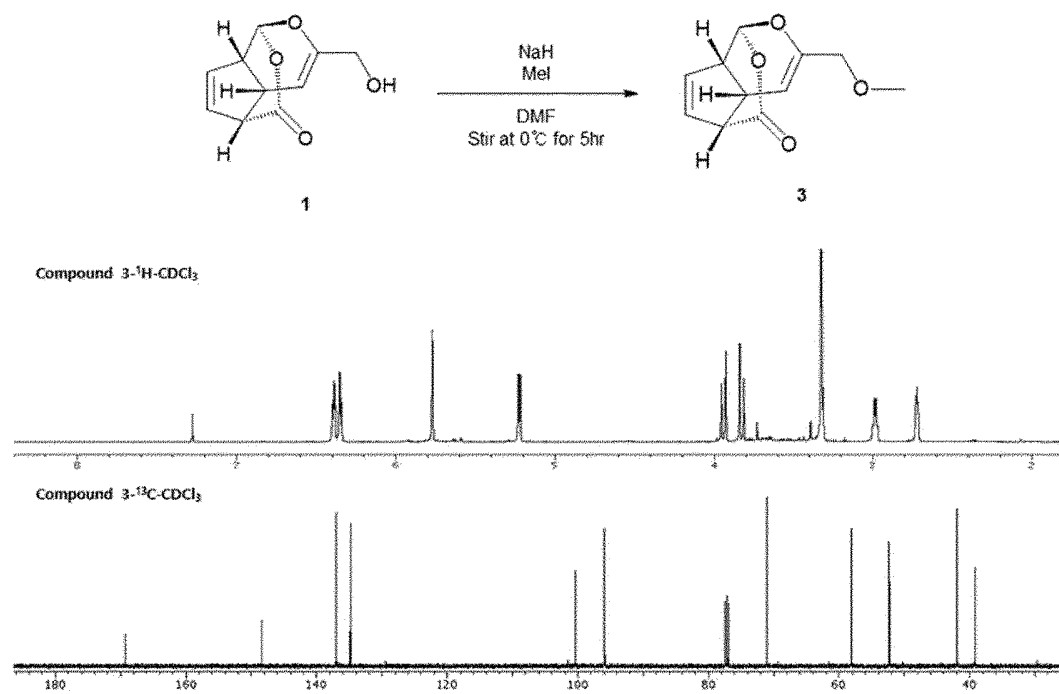 H O
NaH
MeI
O
OH
H
O
H
DMF
Stir at 0℃ for 5hr
1
H O
O
O
H
O
H
3
Compound 3-¹H-CDCl₃
8 7 6 5 4 3 2
Compound 3-¹³C-CDCl₃
180 160 140 120 100 80 60 40